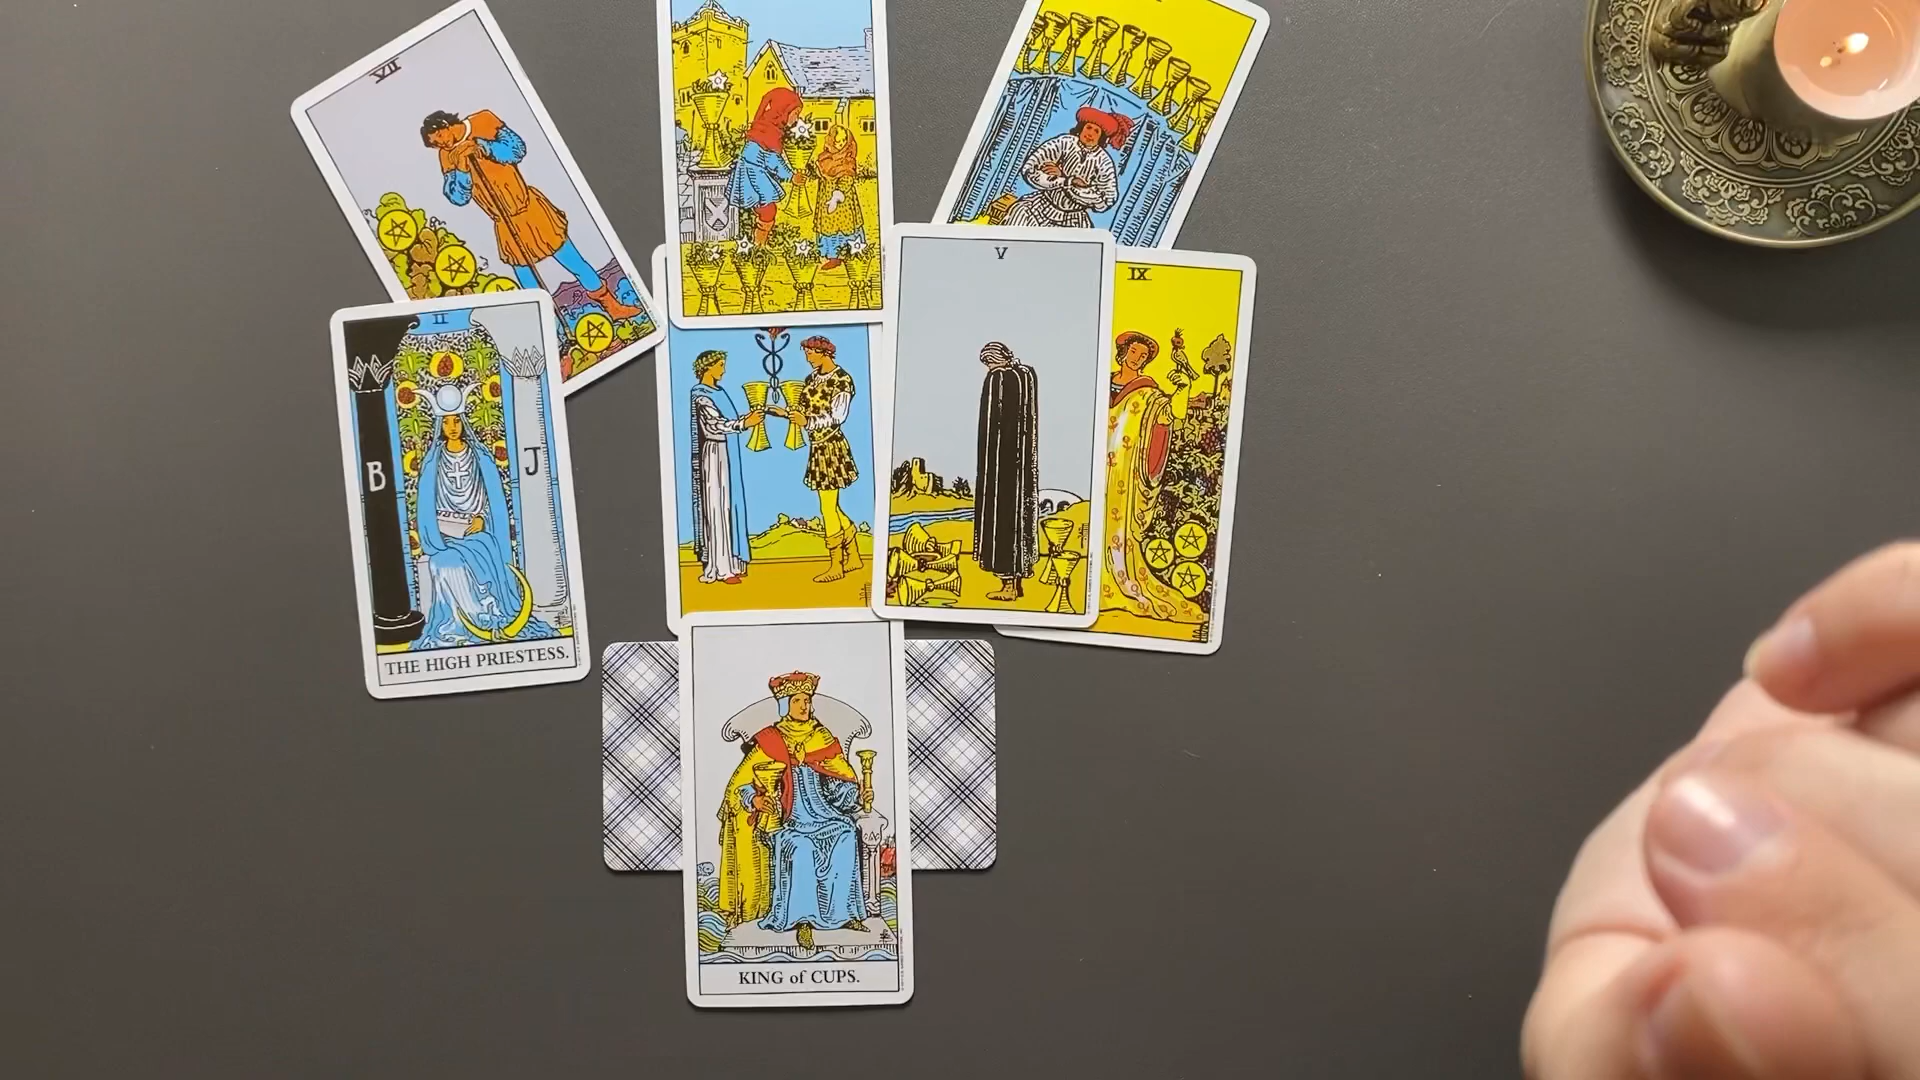 VII
V
IX
II
B
J
THE HIGH PRIESTESS.
KING of CUPS.